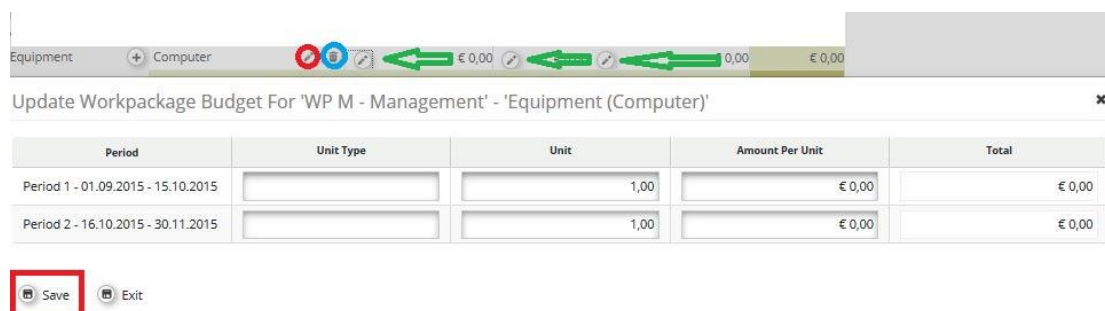 Equipment Computer € 0,00 0,00 € 0,00
Update Workpackage Budget For 'WP M - Management' - 'Equipment (Computer)'
Period Unit Type Unit Amount Per Unit Total
Period 1 - 01.09.2015 - 15.10.2015 1,00 € 0,00 € 0,00
Period 2 - 16.10.2015 - 30.11.2015 1,00 € 0,00 € 0,00
Save Exit